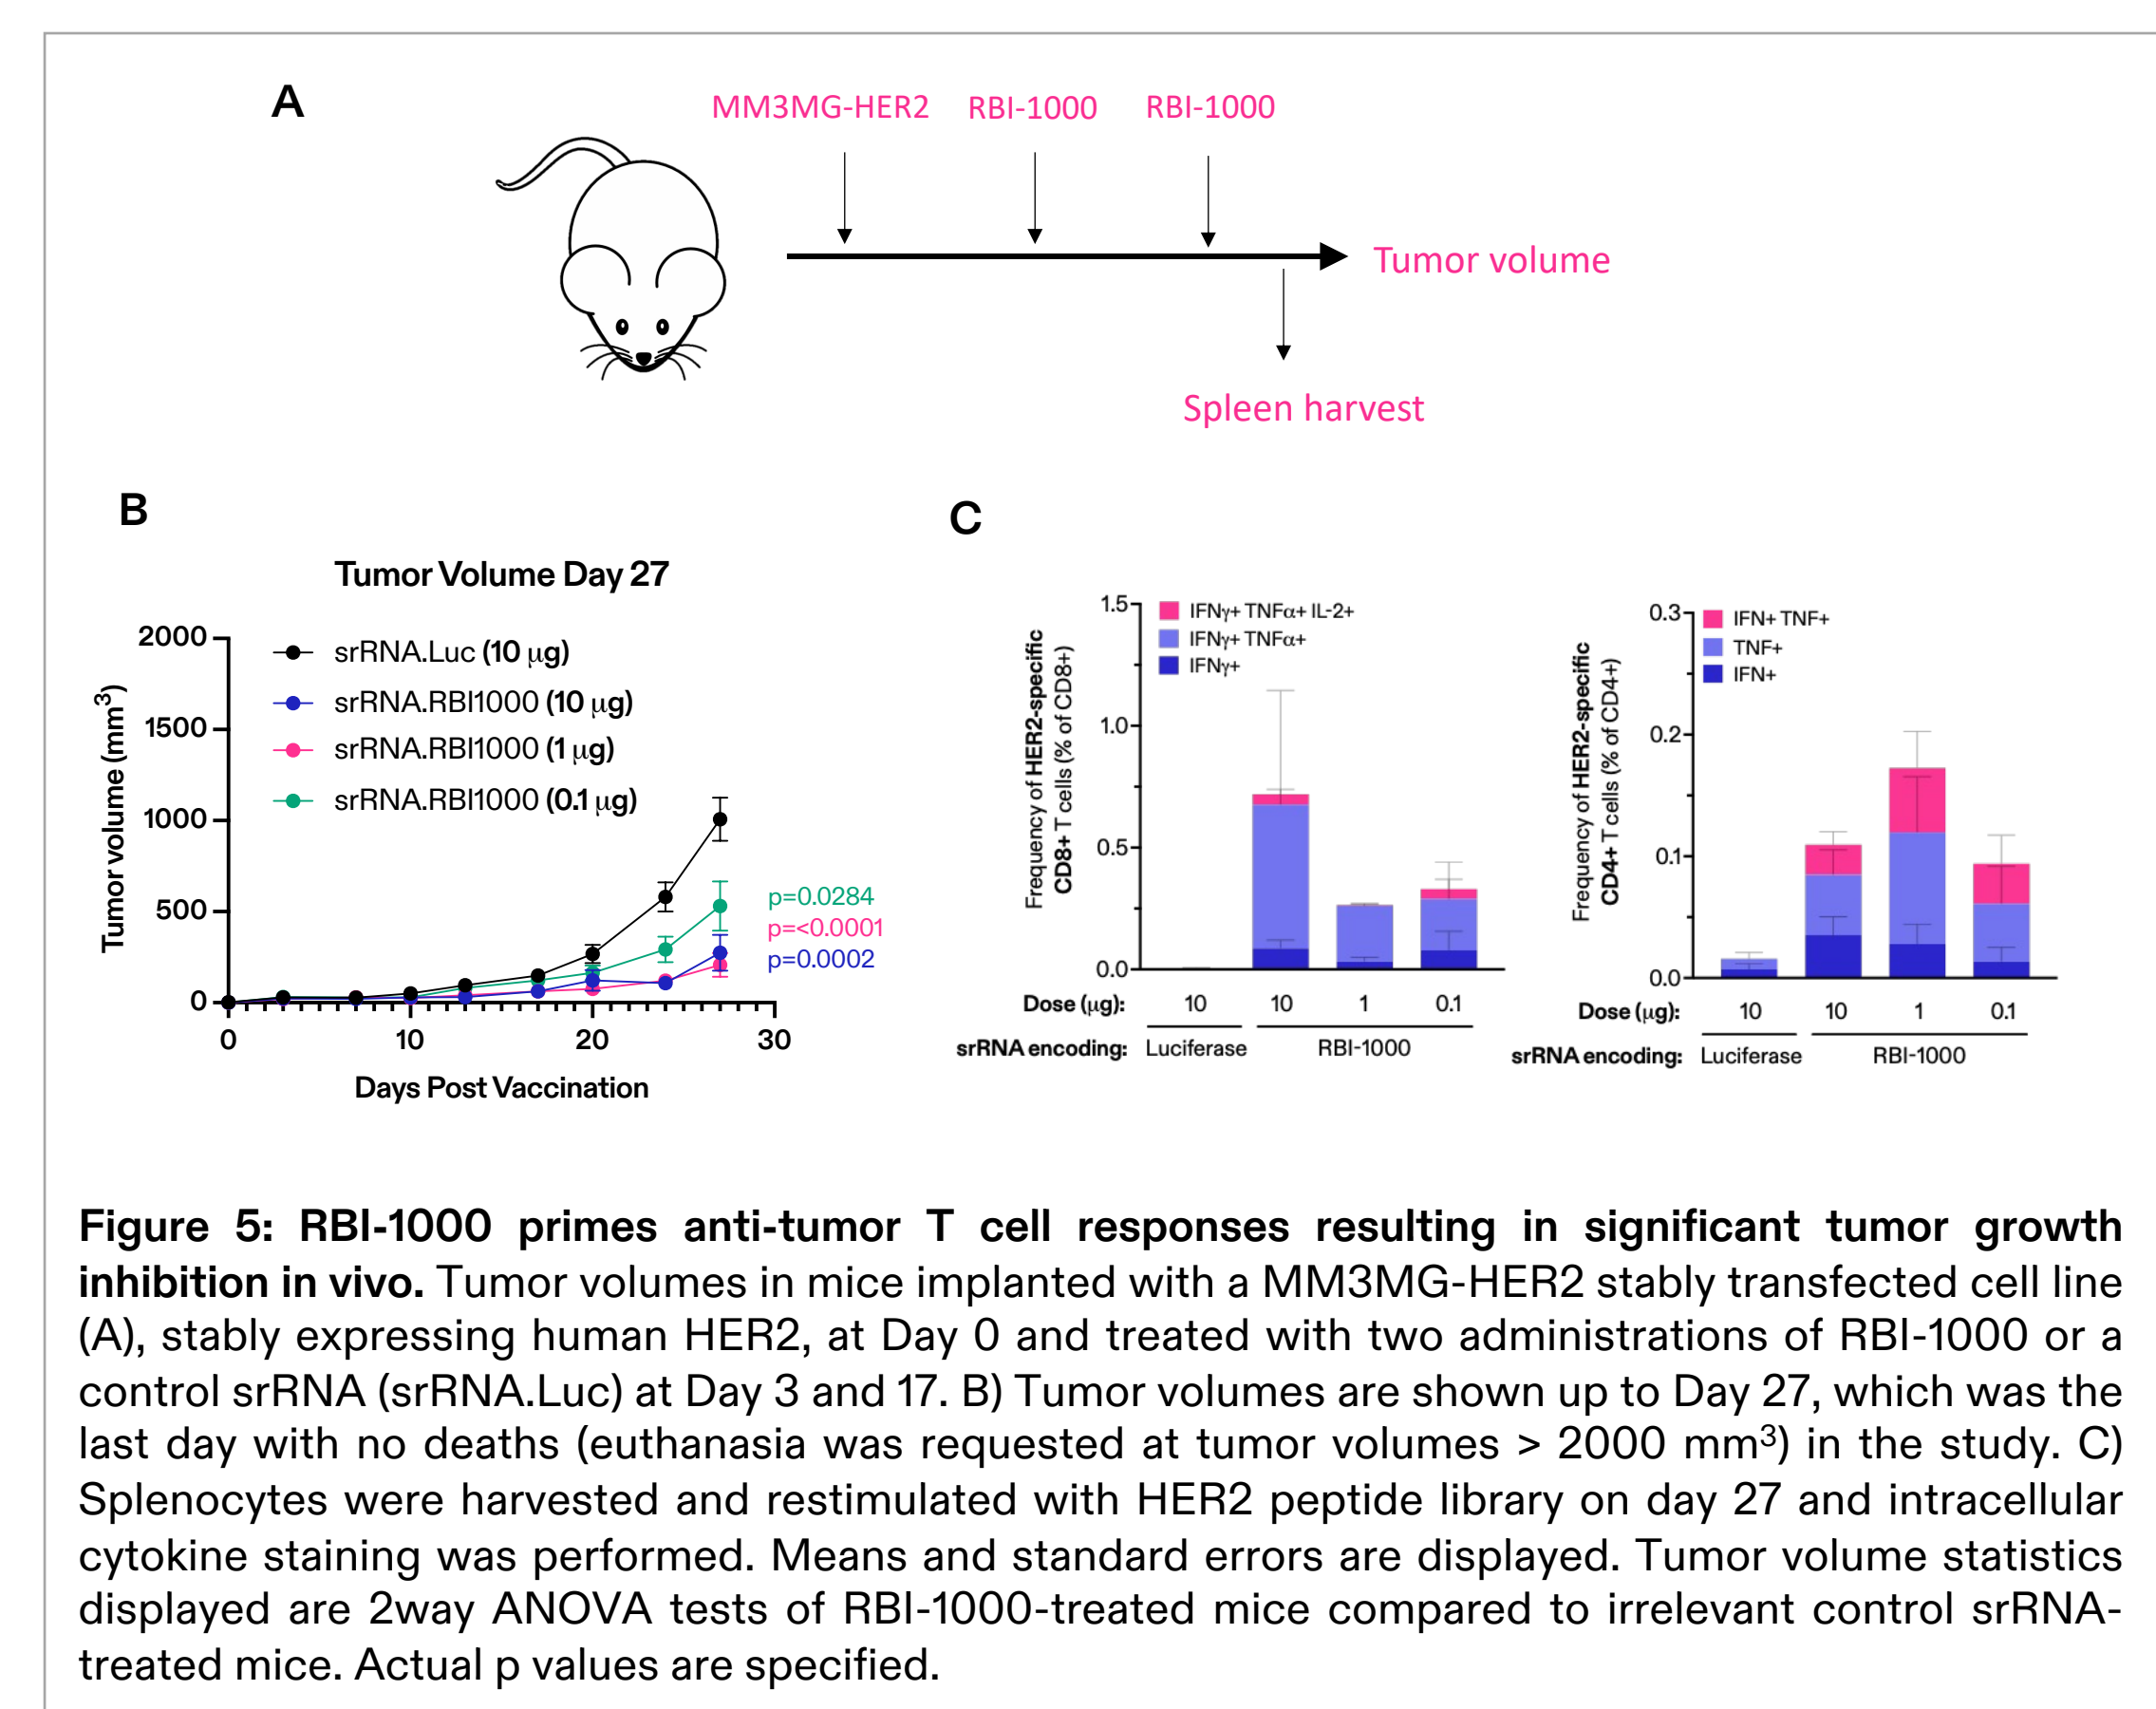 A
MM3MG-HER2 RBI-1000 RBI-1000
Tumor volume
Spleen harvest
B
Tumor Volume Day 27
Tumor volume (mm³)
2000
1500
1000
500
0
srRNA.Luc (10 µg)
srRNA.RBI1000 (10 µg)
srRNA.RBI1000 (1 µg)
srRNA.RBI1000 (0.1 µg)
p=0.0284
p=<0.0001
p=0.0002
0 10 20 30
Days Post Vaccination
C
Frequency of HER2-specific
CD8+ T cells (% of CD8+)
1.5
1.0
0.5
0.0
IFNγ+ TNFα+ IL-2+
IFNγ+ TNFα+
IFNγ+
Dose (µg): 10 10 1 0.1
srRNA encoding: Luciferase RBI-1000
Frequency of HER2-specific
CD4+ T cells (% of CD4+)
0.3
0.2
0.1
0.0
IFN+ TNF+
TNF+
IFN+
Dose (µg): 10 10 1 0.1
srRNA encoding: Luciferase RBI-1000
Figure 5: RBI-1000 primes anti-tumor T cell responses resulting in significant tumor growth
inhibition in vivo. Tumor volumes in mice implanted with a MM3MG-HER2 stably transfected cell line
(A), stably expressing human HER2, at Day 0 and treated with two administrations of RBI-1000 or a
control srRNA (srRNA.Luc) at Day 3 and 17. B) Tumor volumes are shown up to Day 27, which was the
last day with no deaths (euthanasia was requested at tumor volumes > 2000 mm³) in the study. C)
Splenocytes were harvested and restimulated with HER2 peptide library on day 27 and intracellular
cytokine staining was performed. Means and standard errors are displayed. Tumor volume statistics
displayed are 2way ANOVA tests of RBI-1000-treated mice compared to irrelevant control srRNA-
treated mice. Actual p values are specified.